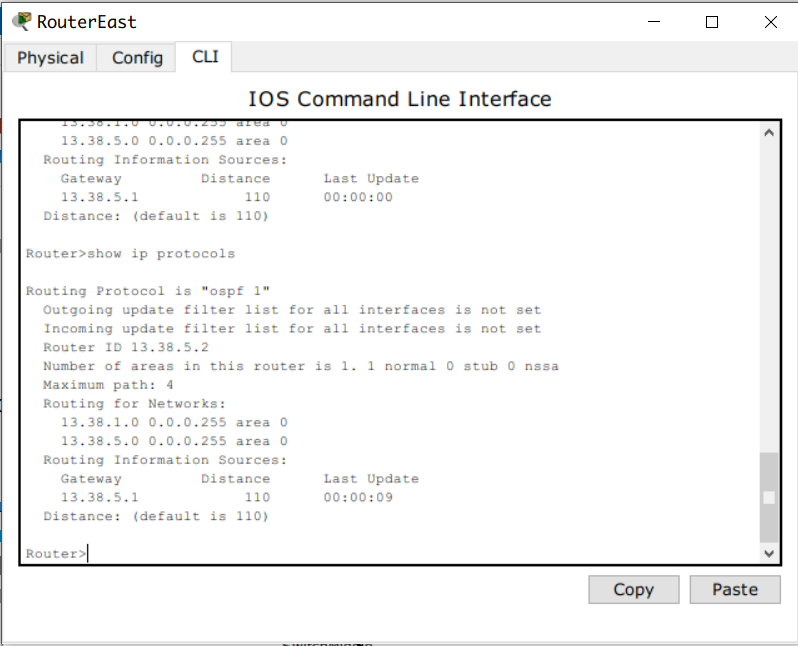 RouterEast
Physical Config CLI
IOS Command Line Interface
13.38.1.0 0.0.0.255 area 0
13.38.5.0 0.0.0.255 area 0
Routing Information Sources:
Gateway Distance Last Update
13.38.5.1 110 00:00:00
Distance: (default is 110)
Router>show ip protocols
Routing Protocol is "ospf 1"
Outgoing update filter list for all interfaces is not set
Incoming update filter list for all interfaces is not set
Router ID 13.38.5.2
Number of areas in this router is 1. 1 normal 0 stub 0 nssa
Maximum path: 4
Routing for Networks:
13.38.1.0 0.0.0.255 area 0
13.38.5.0 0.0.0.255 area 0
Routing Information Sources:
Gateway Distance Last Update
13.38.5.1 110 00:00:09
Distance: (default is 110)
Router>
Copy Paste